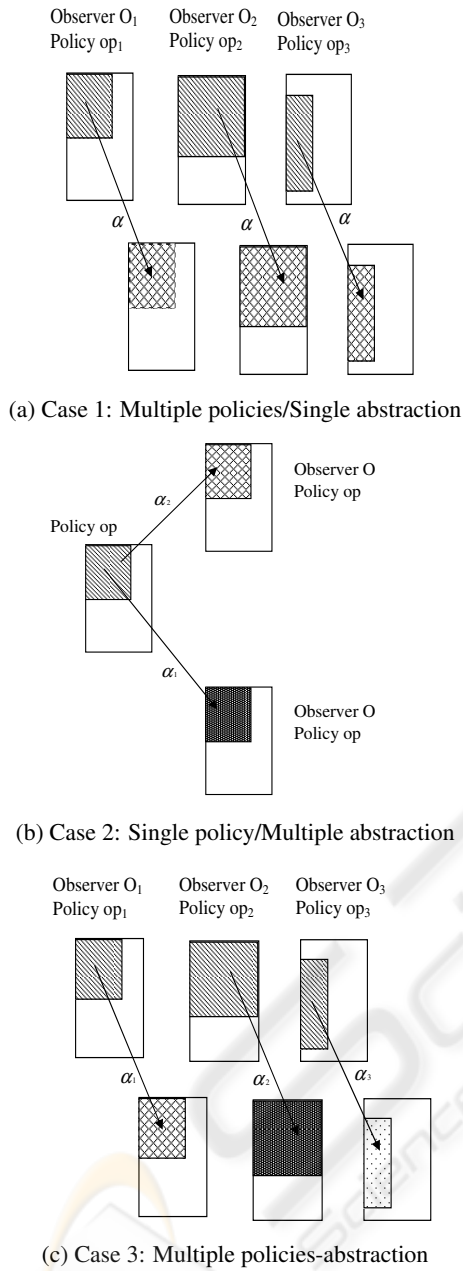 Observer O₁ Observer O₂ Observer O₃
Policy op₁ Policy op₂ Policy op₃
α α α
(a) Case 1: Multiple policies/Single abstraction
α₂
Observer O
Policy op
Policy op
α₁
Observer O
Policy op
(b) Case 2: Single policy/Multiple abstraction
Observer O₁ Observer O₂ Observer O₃
Policy op₁ Policy op₂ Policy op₃
α₁ α₂ α₃
(c) Case 3: Multiple policies-abstraction